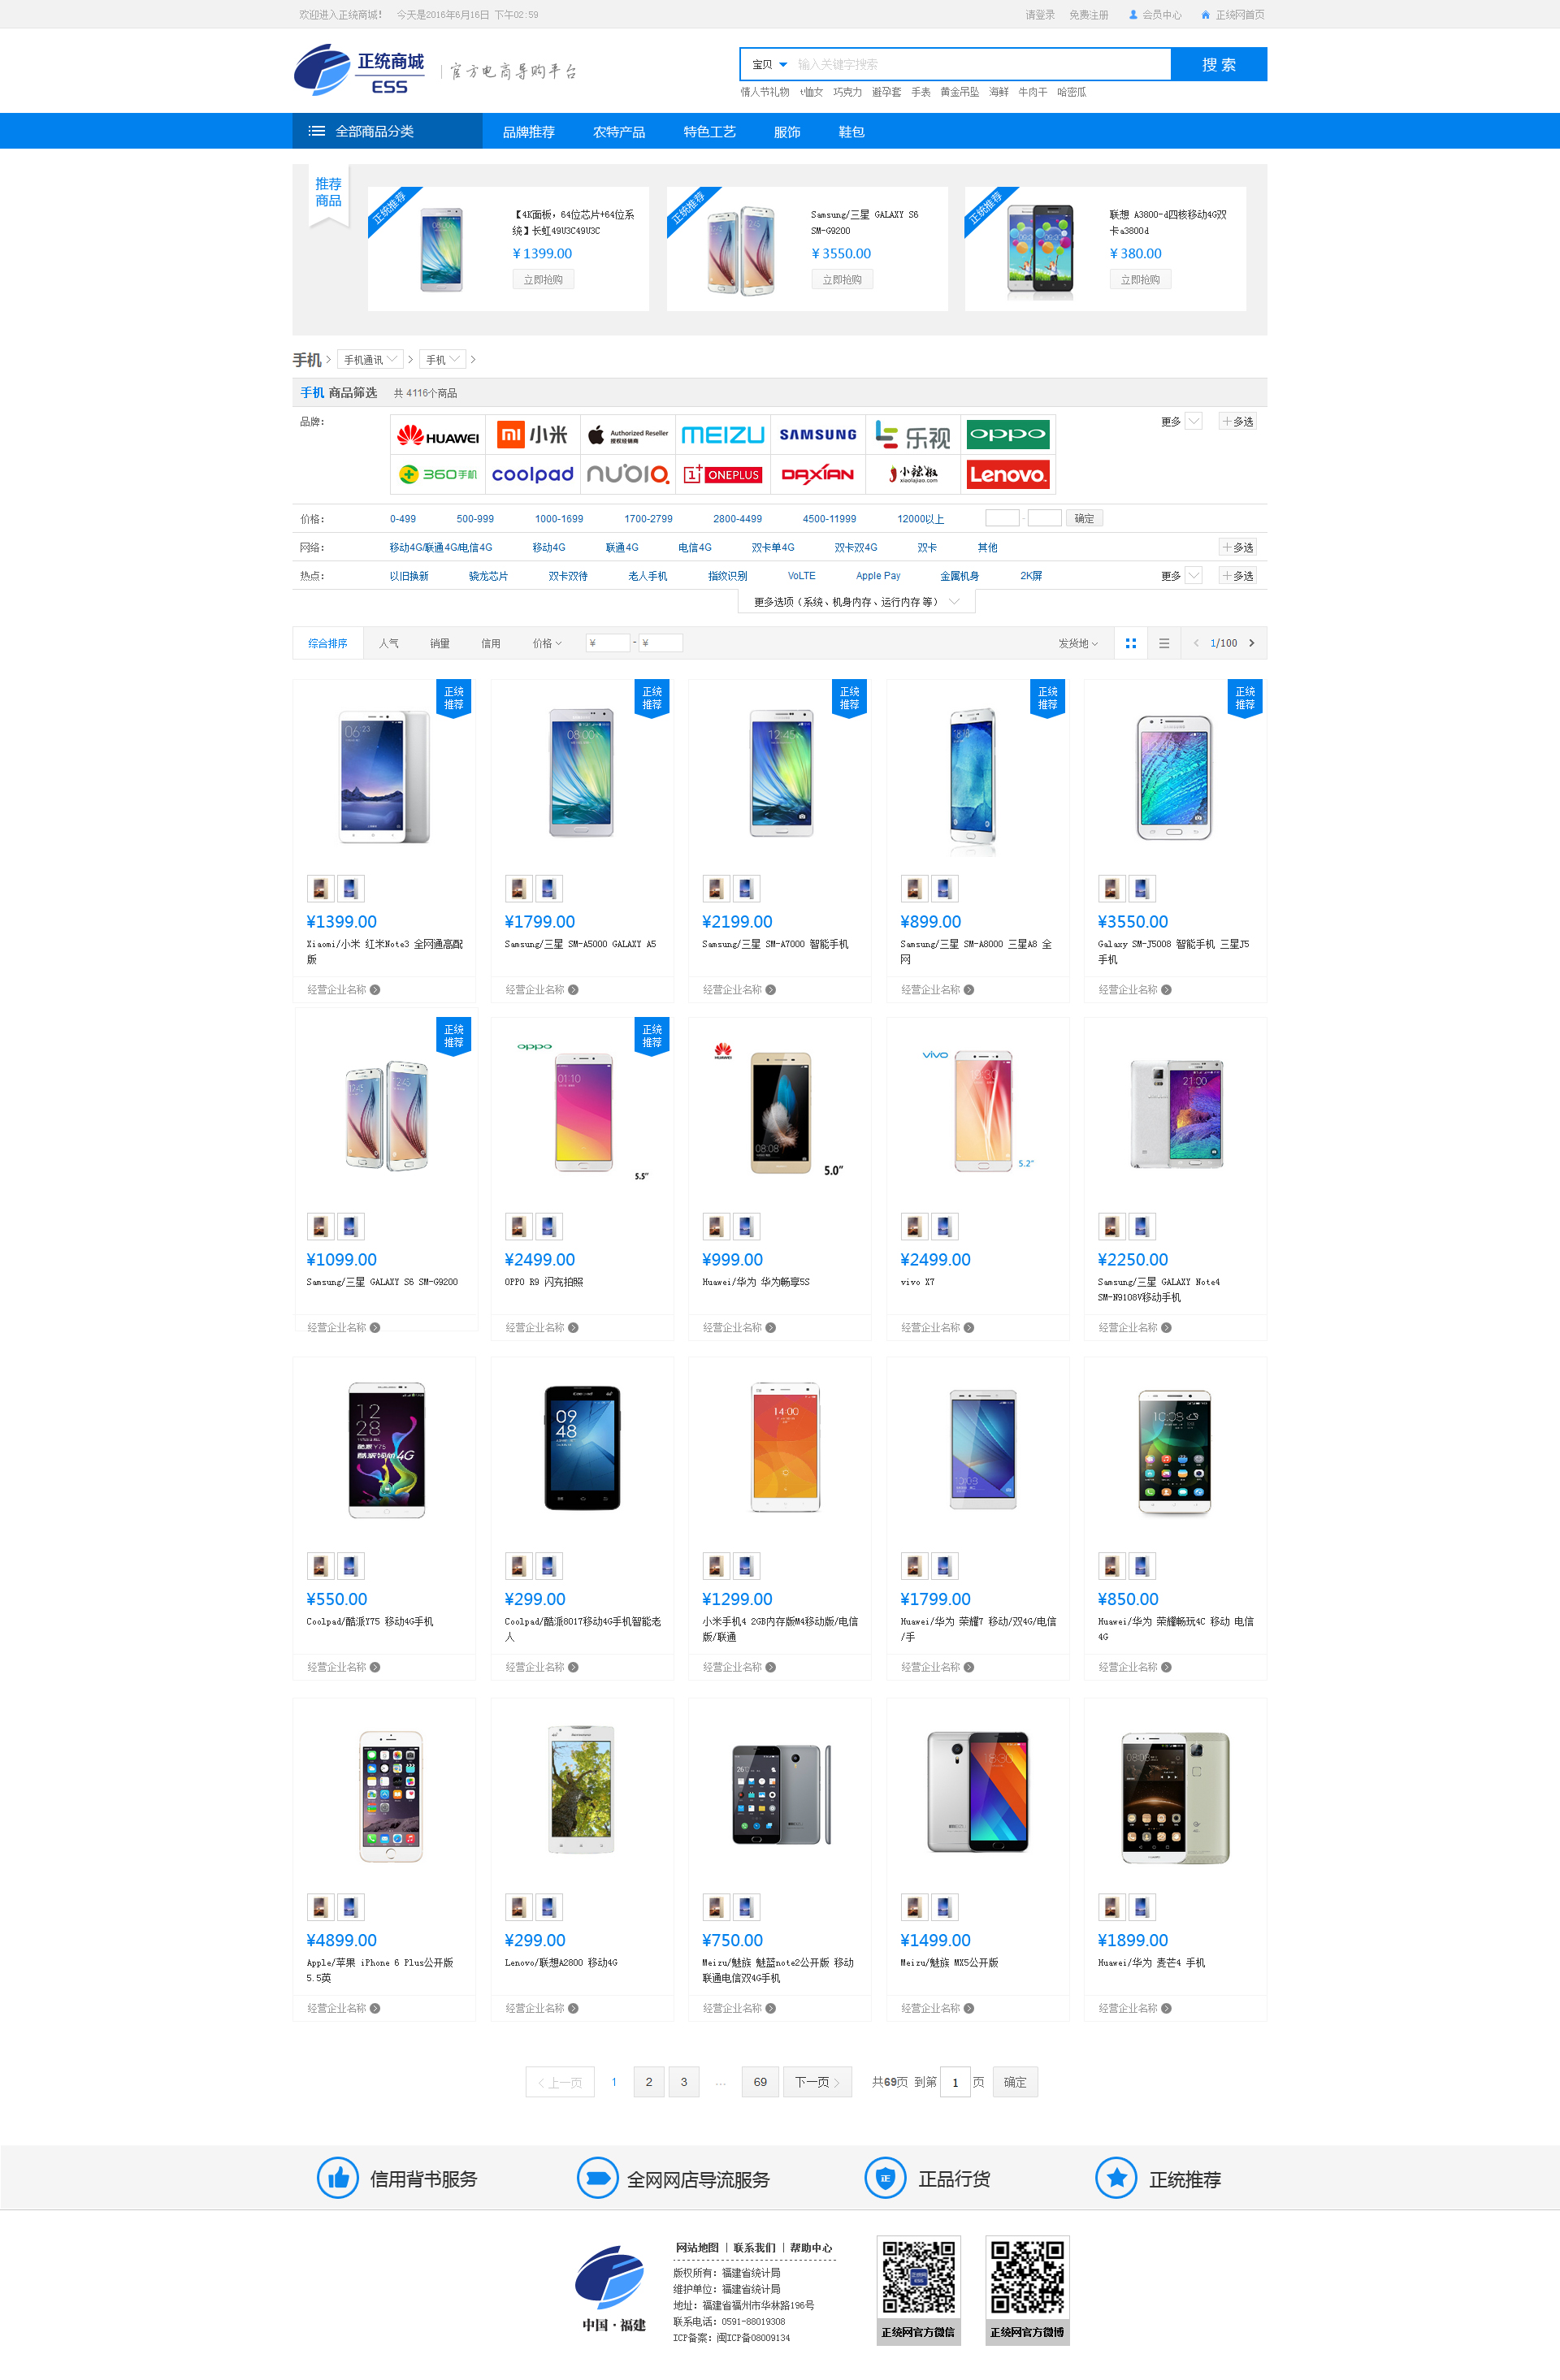 欢迎进入正统商城! 今天是2016年6月16日 下午02:59
请登录 免费注册 会员中心 正统网首页
正统商城
ESS
官方电商导购平台
宝贝 输入关键字搜索 搜 索
情人节礼物 t恤女 巧克力 避孕套 手表 黄金吊坠 海鲜 牛肉干 哈密瓜
全部商品分类 品牌推荐 农特产品 特色工艺 服饰 鞋包
推荐
商品
正统推荐 正统推荐 正统推荐
【4K面板,64位芯片+64位系
统】长虹49U3C49U3C
¥ 1399.00
立即抢购
Samsung/三星 GALAXY S6
SM-G9200
¥ 3550.00
立即抢购
联想 A3800-d四核移动4G双
卡a3800d
¥ 380.00
立即抢购
手机 手机通讯 手机
手机 商品筛选 共 4116个商品
品牌:
HUAWEI 小米 Authorized Reseller 授权经销商 MEIZU SAMSUNG 乐视 OPPO
360手机 coolpad nubia ONEPLUS DAXIAN 小辣椒 xiaolajiao.com Lenovo
更多 多选
价格: 0-499 500-999 1000-1699 1700-2799 2800-4499 4500-11999 12000以上 - 确定
网络: 移动4G/联通4G/电信4G 移动4G 联通4G 电信4G 双卡单4G 双卡双4G 双卡 其他 多选
热点: 以旧换新 骁龙芯片 双卡双待 老人手机 指纹识别 VoLTE Apple Pay 金属机身 2K屏 更多 多选
更多选项(系统、机身内存、运行内存 等)
综合排序 人气 销量 信用 价格 ¥ - ¥ 发货地 1/100
正统推荐 正统推荐 正统推荐 正统推荐 正统推荐
¥1399.00 ¥1799.00 ¥2199.00 ¥899.00 ¥3550.00
Xiaomi/小米 红米Note3 全网通高配
版
Samsung/三星 SM-A5000 GALAXY A5
Samsung/三星 SM-A7000 智能手机
Samsung/三星 SM-A8000 三星A8 全
网
Galaxy SM-J5008 智能手机 三星J5
手机
经营企业名称 经营企业名称 经营企业名称 经营企业名称 经营企业名称
正统推荐 正统推荐
oppo HUAWEI vivo
5.5" 5.0" 5.2"
¥1099.00 ¥2499.00 ¥999.00 ¥2499.00 ¥2250.00
Samsung/三星 GALAXY S6 SM-G9200
OPPO R9 闪充拍照
Huawei/华为 华为畅享5S
vivo X7
Samsung/三星 GALAXY Note4
SM-N9108V移动手机
经营企业名称 经营企业名称 经营企业名称 经营企业名称 经营企业名称
¥550.00 ¥299.00 ¥1299.00 ¥1799.00 ¥850.00
Coolpad/酷派Y75 移动4G手机
Coolpad/酷派8017移动4G手机智能老
人
小米手机4 2GB内存版M4移动版/电信
版/联通
Huawei/华为 荣耀7 移动/双4G/电信
/手
Huawei/华为 荣耀畅玩4C 移动 电信
4G
经营企业名称 经营企业名称 经营企业名称 经营企业名称 经营企业名称
¥4899.00 ¥299.00 ¥750.00 ¥1499.00 ¥1899.00
Apple/苹果 iPhone 6 Plus公开版
5.5英
Lenovo/联想A2800 移动4G
Meizu/魅族 魅蓝note2公开版 移动
联通电信双4G手机
Meizu/魅族 MX5公开版
Huawei/华为 麦芒4 手机
经营企业名称 经营企业名称 经营企业名称 经营企业名称 经营企业名称
上一页 1 2 3 ... 69 下一页 共69页 到第 1 页 确定
信用背书服务 全网网店导流服务 正 正品行货 正统推荐
中国·福建
网站地图 | 联系我们 | 帮助中心
版权所有: 福建省统计局
维护单位: 福建省统计局
地址: 福建省福州市华林路196号
联系电话: 0591-88019308
ICP备案: 闽ICP备08009134
正统网官方微信 正统网官方微博